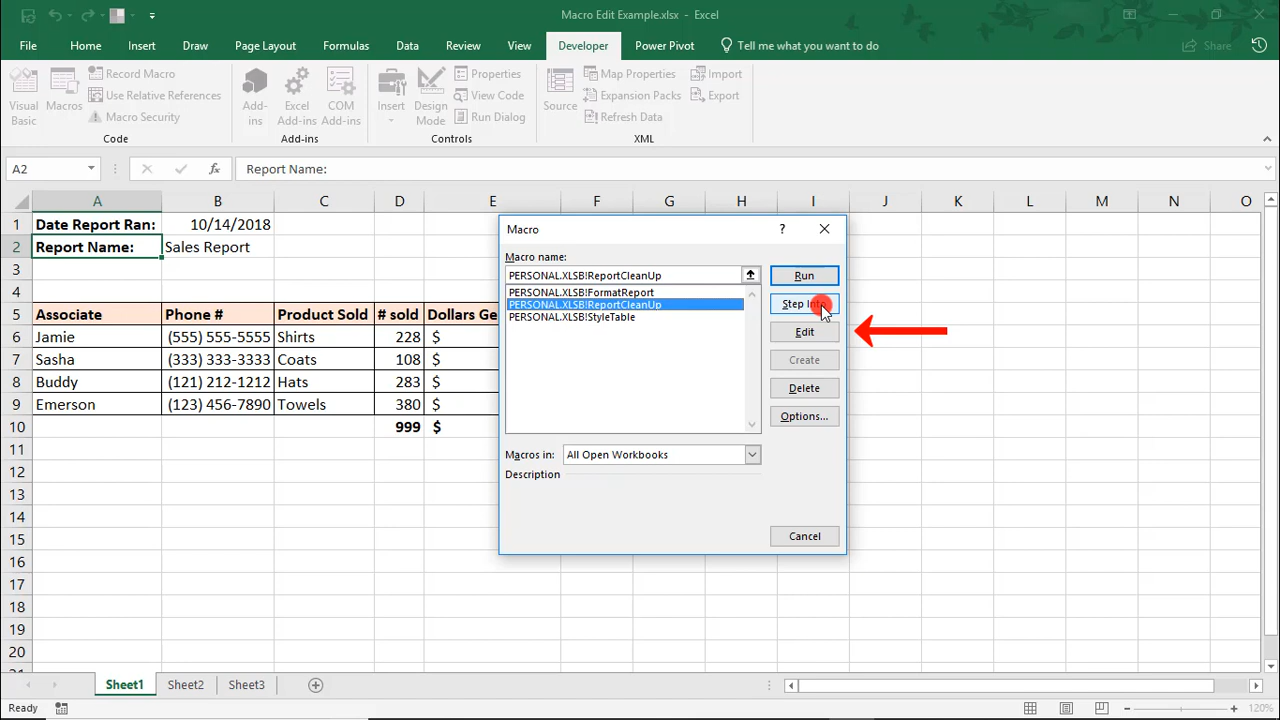 Macro Edit Example.xlsx - Excel
File Home Insert Draw Page Layout Formulas Data Review View Developer Power Pivot Tell me what you want to do Share
Visual Basic
Macros
Record Macro
Use Relative References
Macro Security
Code
Add-ins
Excel Add-ins
COM Add-ins
Add-ins
Insert
Design Mode
Properties
View Code
Run Dialog
Controls
Source
Map Properties
Expansion Packs
Refresh Data
Import
Export
XML
A2 fx Report Name:
A B C D E F G H I J K L M N O
1 Date Report Ran: 10/14/2018
2 Report Name: Sales Report
3
4
5 Associate Phone # Product Sold # sold Dollars Ge
6 Jamie (555) 555-5555 Shirts 228 $
7 Sasha (333) 333-3333 Coats 108 $
8 Buddy (121) 212-1212 Hats 283 $
9 Emerson (123) 456-7890 Towels 380 $
10 999 $
11
12
13
14
15
16
17
18
19
20
Macro ?
Macro name:
PERSONAL.XLSB!ReportCleanUp
PERSONAL.XLSB!FormatReport
PERSONAL.XLSB!ReportCleanUp
PERSONAL.XLSB!StyleTable
Run
Step Into
Edit
Create
Delete
Options...
Macros in: All Open Workbooks
Description
Cancel
Sheet1 Sheet2 Sheet3
Ready 120%